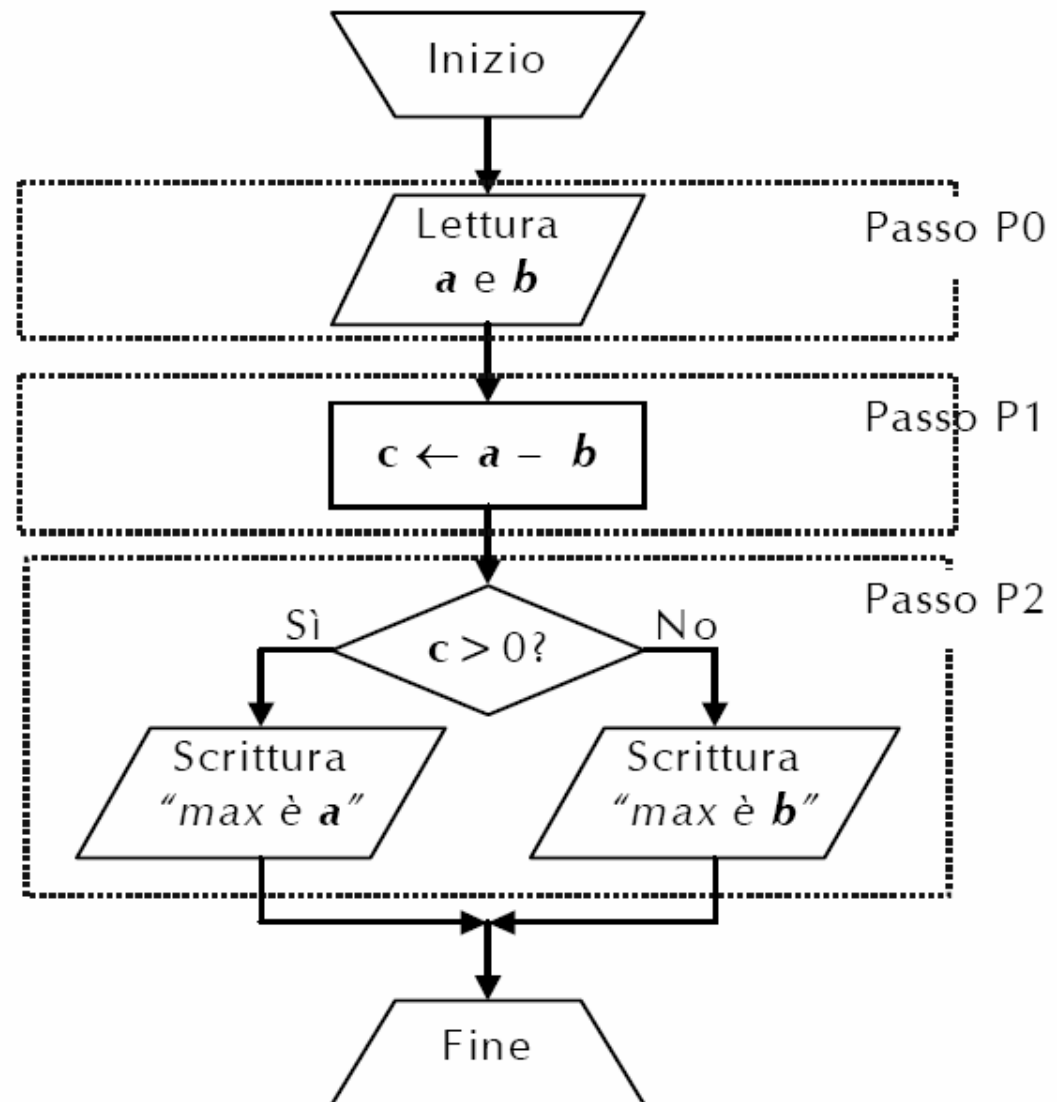 Inizio
Lettura
a e b
Passo P0
c ← a – b
Passo P1
Passo P2
Sì
c > 0?
No
Scrittura
“max è a”
Scrittura
“max è b”
Fine